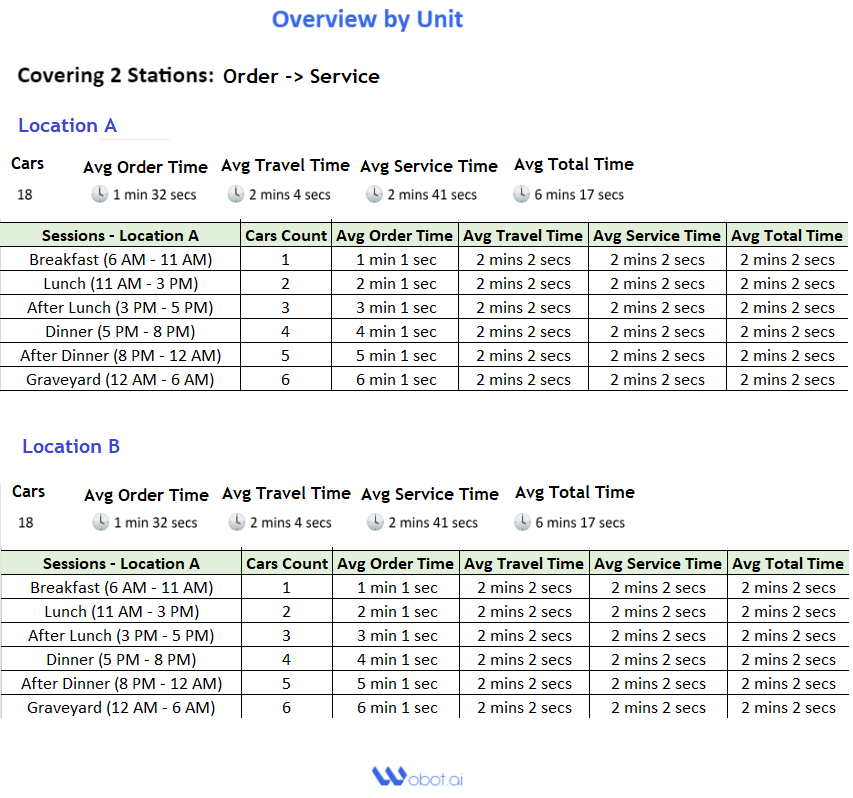 Overview by Unit
Covering 2 Stations: Order -> Service
Location A
Cars Avg Order Time Avg Travel Time Avg Service Time Avg Total Time
18 1 min 32 secs 2 mins 4 secs 2 mins 41 secs 6 mins 17 secs
Sessions - Location A Cars Count Avg Order Time Avg Travel Time Avg Service Time Avg Total Time
Breakfast (6 AM - 11 AM) 1 1 min 1 sec 2 mins 2 secs 2 mins 2 secs 2 mins 2 secs
Lunch (11 AM - 3 PM) 2 2 min 1 sec 2 mins 2 secs 2 mins 2 secs 2 mins 2 secs
After Lunch (3 PM - 5 PM) 3 3 min 1 sec 2 mins 2 secs 2 mins 2 secs 2 mins 2 secs
Dinner (5 PM - 8 PM) 4 4 min 1 sec 2 mins 2 secs 2 mins 2 secs 2 mins 2 secs
After Dinner (8 PM - 12 AM) 5 5 min 1 sec 2 mins 2 secs 2 mins 2 secs 2 mins 2 secs
Graveyard (12 AM - 6 AM) 6 6 min 1 sec 2 mins 2 secs 2 mins 2 secs 2 mins 2 secs
Location B
Cars Avg Order Time Avg Travel Time Avg Service Time Avg Total Time
18 1 min 32 secs 2 mins 4 secs 2 mins 41 secs 6 mins 17 secs
Sessions - Location A Cars Count Avg Order Time Avg Travel Time Avg Service Time Avg Total Time
Breakfast (6 AM - 11 AM) 1 1 min 1 sec 2 mins 2 secs 2 mins 2 secs 2 mins 2 secs
Lunch (11 AM - 3 PM) 2 2 min 1 sec 2 mins 2 secs 2 mins 2 secs 2 mins 2 secs
After Lunch (3 PM - 5 PM) 3 3 min 1 sec 2 mins 2 secs 2 mins 2 secs 2 mins 2 secs
Dinner (5 PM - 8 PM) 4 4 min 1 sec 2 mins 2 secs 2 mins 2 secs 2 mins 2 secs
After Dinner (8 PM - 12 AM) 5 5 min 1 sec 2 mins 2 secs 2 mins 2 secs 2 mins 2 secs
Graveyard (12 AM - 6 AM) 6 6 min 1 sec 2 mins 2 secs 2 mins 2 secs 2 mins 2 secs
Wobot.ai